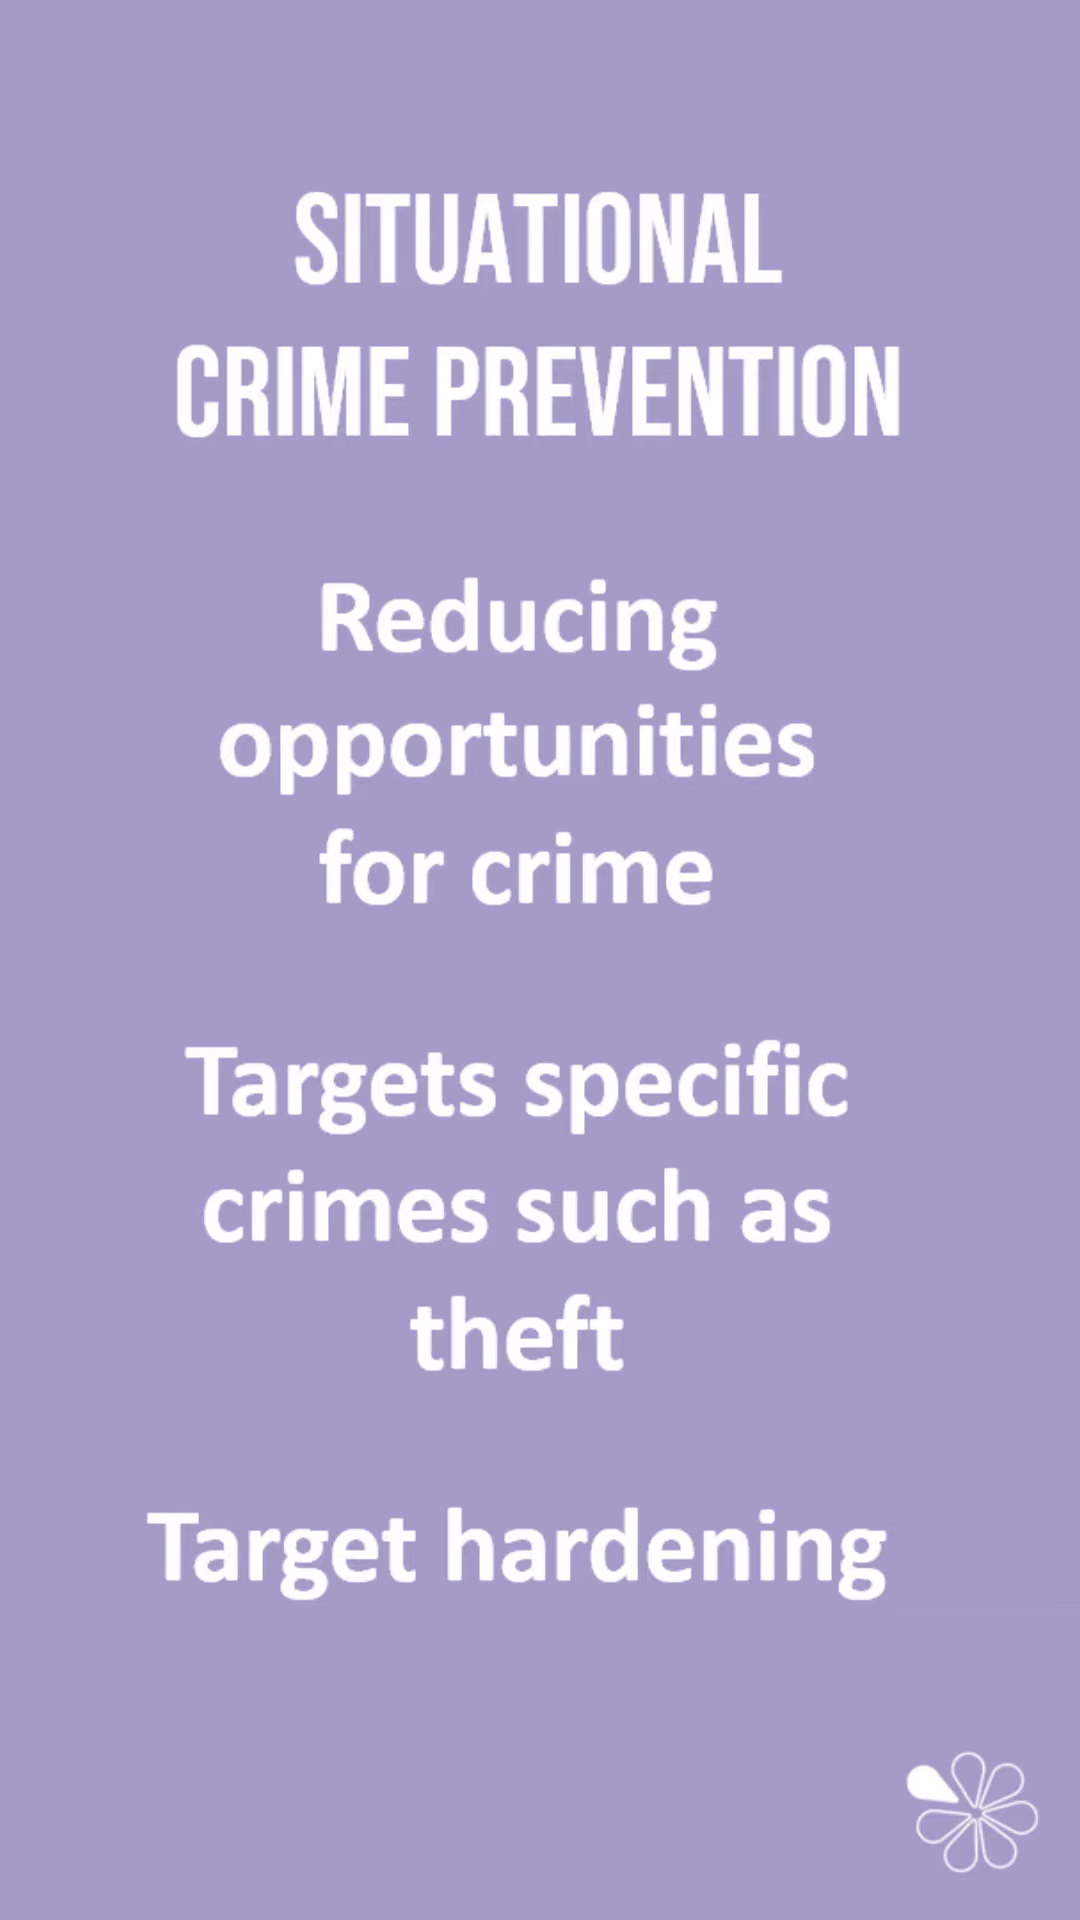 SITUATIONAL
CRIME PREVENTION
Reducing
opportunities
for crime
Targets specific
crimes such as
theft
Target hardening